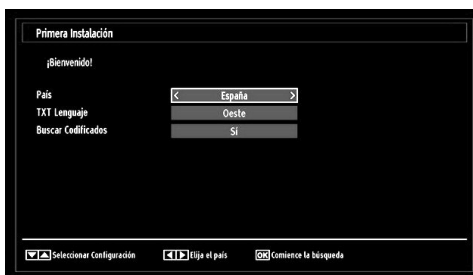 Primera Instalación
¡Bienvenido!
País < España >
TXT Lenguaje Oeste
Buscar Codificados Sí
Seleccionar Configuración Elija el país OK Comience la búsqueda